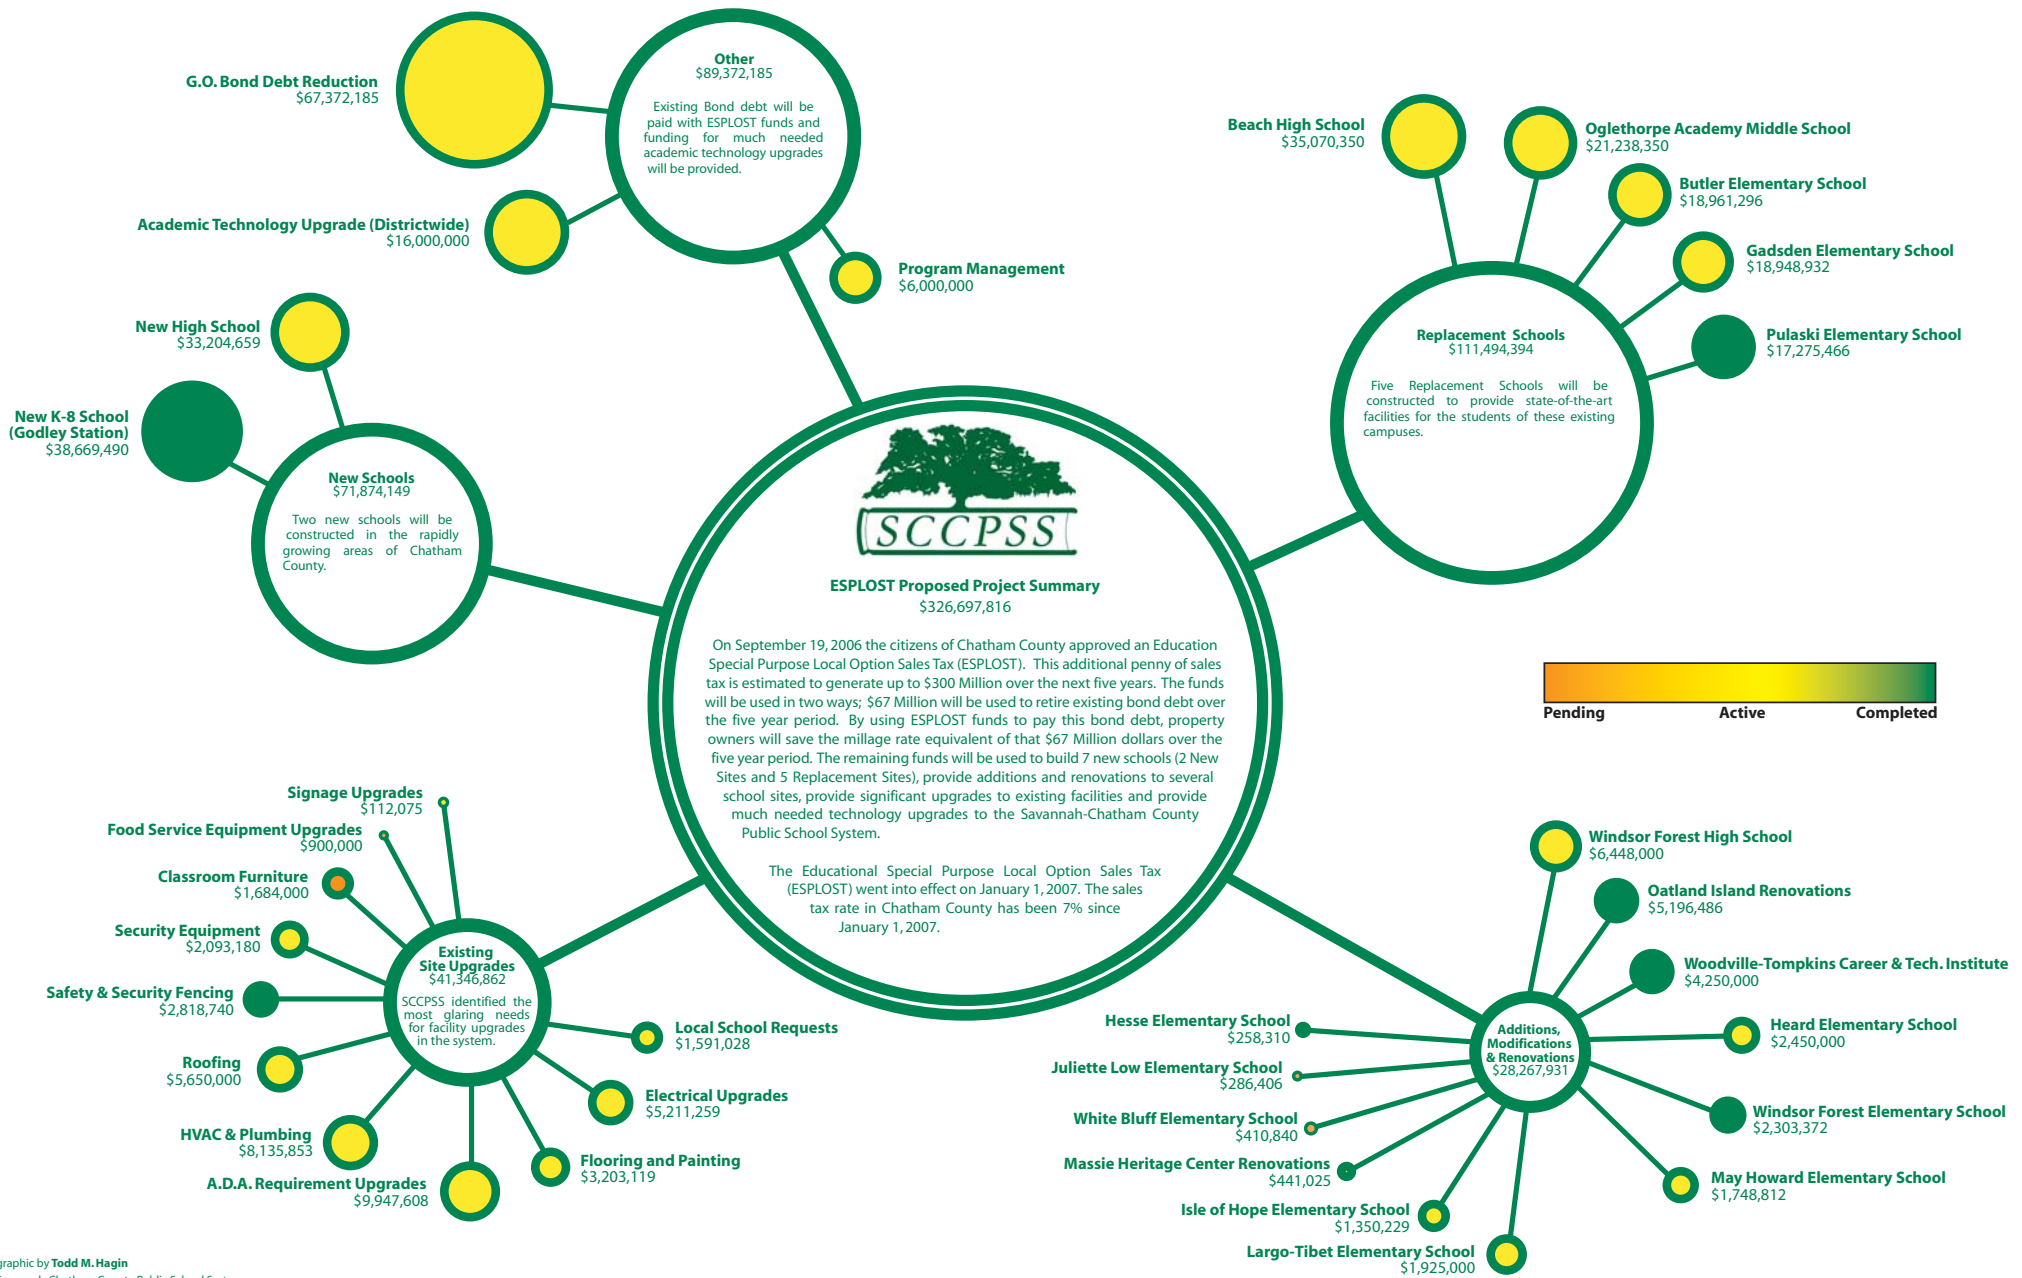 G.O. Bond Debt Reduction
$67,372,185
Other
$89,372,185
Existing Bond debt will be
paid with ESPLOST funds and
funding for much needed
academic technology upgrades
will be provided.
Academic Technology Upgrade (Districtwide)
$16,000,000
Program Management
$6,000,000
Beach High School
$35,070,350
Oglethorpe Academy Middle School
$21,238,350
Butler Elementary School
$18,961,296
Gadsden Elementary School
$18,948,932
Pulaski Elementary School
$17,275,466
Replacement Schools
$111,494,394
Five Replacement Schools will be
constructed to provide state-of-the-art
facilities for the students of these existing
campuses.
New High School
$33,204,659
New K-8 School
(Godley Station)
$38,669,490
New Schools
$71,874,149
Two new schools will be
constructed in the rapidly
growing areas of Chatham
County.
SCCPSS
ESPLOST Proposed Project Summary
$326,697,816
On September 19, 2006 the citizens of Chatham County approved an Education
Special Purpose Local Option Sales Tax (ESPLOST). This additional penny of sales
tax is estimated to generate up to $300 Million over the next five years. The funds
will be used in two ways; $67 Million will be used to retire existing bond debt over
the five year period. By using ESPLOST funds to pay this bond debt, property
owners will save the millage rate equivalent of that $67 Million dollars over the
five year period. The remaining funds will be used to build 7 new schools (2 New
Sites and 5 Replacement Sites), provide additions and renovations to several
school sites, provide significant upgrades to existing facilities and provide
much needed technology upgrades to the Savannah-Chatham County
Public School System.
The Educational Special Purpose Local Option Sales Tax
(ESPLOST) went into effect on January 1, 2007. The sales
tax rate in Chatham County has been 7% since
January 1, 2007.
Pending Active Completed
Signage Upgrades
$112,075
Food Service Equipment Upgrades
$900,000
Classroom Furniture
$1,684,000
Security Equipment
$2,093,180
Safety & Security Fencing
$2,818,740
Roofing
$5,650,000
HVAC & Plumbing
$8,135,853
A.D.A. Requirement Upgrades
$9,947,608
Existing
Site Upgrades
$41,346,862
SCCPSS identified the
most glaring needs
for facility upgrades
in the system.
Local School Requests
$1,591,028
Electrical Upgrades
$5,211,259
Flooring and Painting
$3,203,119
Windsor Forest High School
$6,448,000
Oatland Island Renovations
$5,196,486
Woodville-Tompkins Career & Tech. Institute
$4,250,000
Heard Elementary School
$2,450,000
Windsor Forest Elementary School
$2,303,372
May Howard Elementary School
$1,748,812
Additions,
Modifications
& Renovations
$28,267,931
Hesse Elementary School
$258,310
Juliette Low Elementary School
$286,406
White Bluff Elementary School
$410,840
Massie Heritage Center Renovations
$441,025
Isle of Hope Elementary School
$1,350,229
Largo-Tibet Elementary School
$1,925,000
graphic by Todd M. Hagin